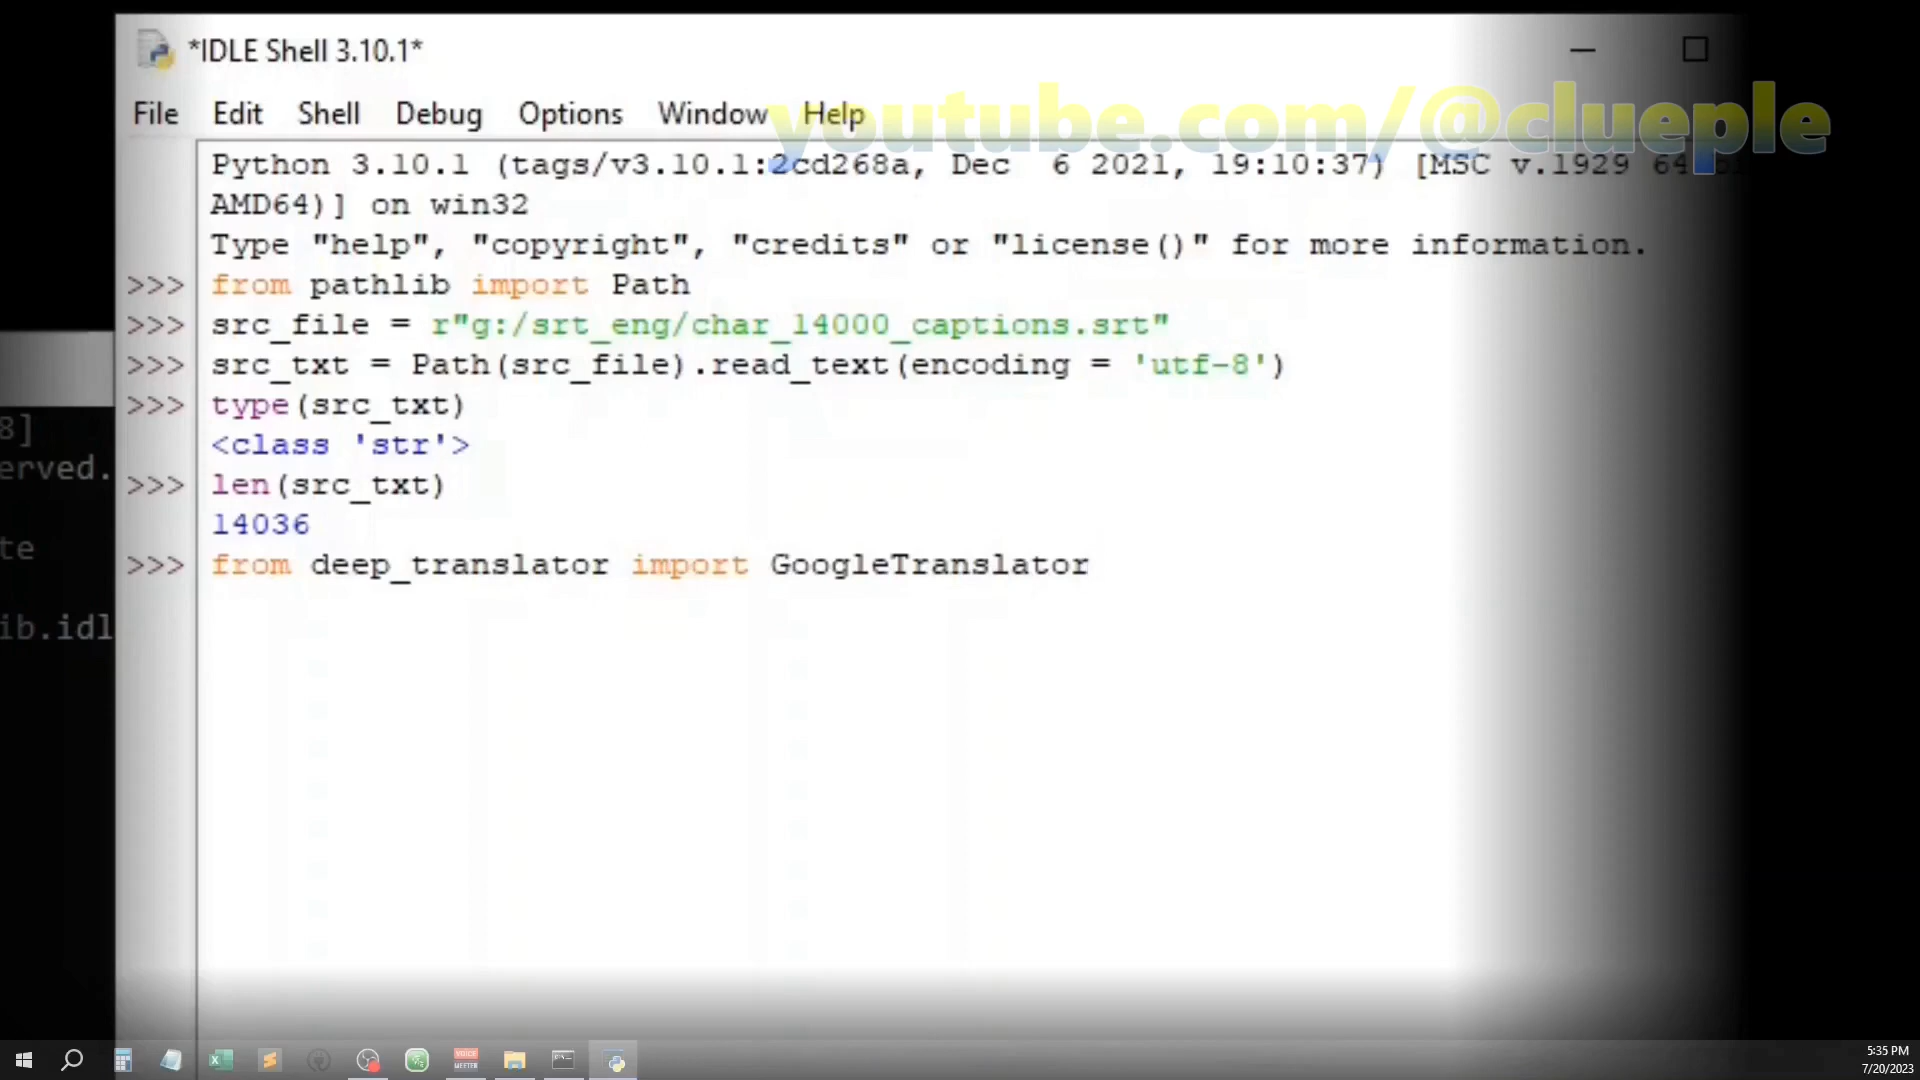 *IDLE Shell 3.10.1*
youtube.com/@clueple
File Edit Shell Debug Options Window Help
Python 3.10.1 (tags/v3.10.1:2cd268a, Dec  6 2021, 19:10:37) [MSC v.1929 64
AMD64)] on win32
Type "help", "copyright", "credits" or "license()" for more information.
>>> from pathlib import Path
>>> src_file = r"g:/srt_eng/char_14000_captions.srt"
>>> src_txt = Path(src_file).read_text(encoding = 'utf-8')
>>> type(src_txt)
<class 'str'>
>>> len(src_txt)
14036
>>> from deep_translator import GoogleTranslator
8]
erved.
te
ib.idl
VOICE
MEETER
5:35 PM
7/20/2023